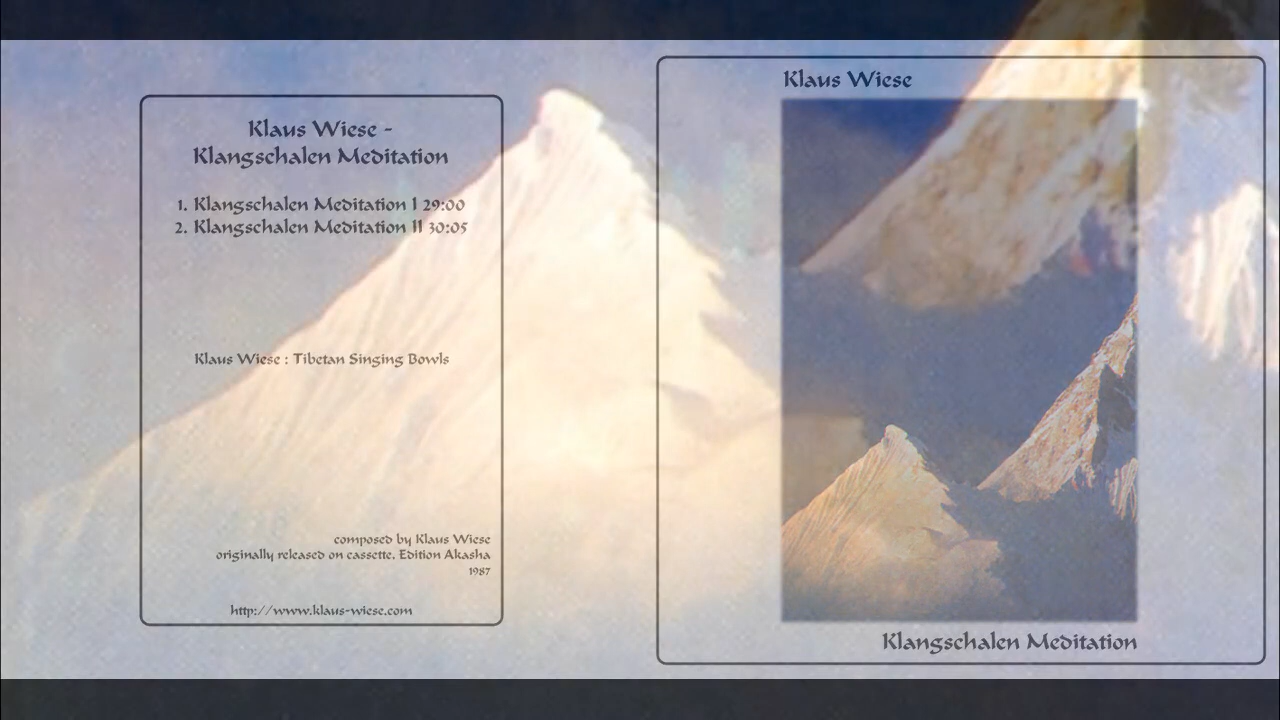 Klaus Wiese -
Klangschalen Meditation
1. Klangschalen Meditation I 29:00
2. Klangschalen Meditation II 30:05
Klaus Wiese : Tibetan Singing Bowls
composed by Klaus Wiese
originally released on cassette. Edition Akasha
1987
http://www.klaus-wiese.com
Klaus Wiese
Klangschalen Meditation